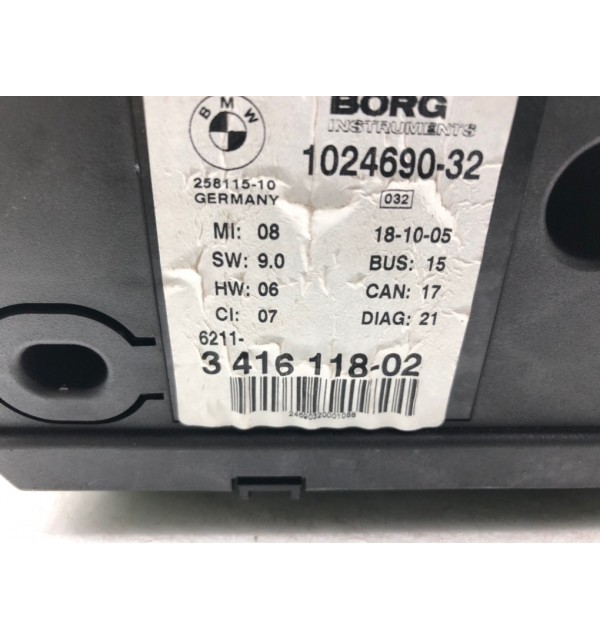 BMW
BORG
INSTRUMENTS
1024690-32
258115-10
GERMANY
032
MI: 08
18-10-05
SW: 9.0
BUS: 15
HW: 06
CAN: 17
CI: 07
DIAG: 21
6211-
3 416 118-02